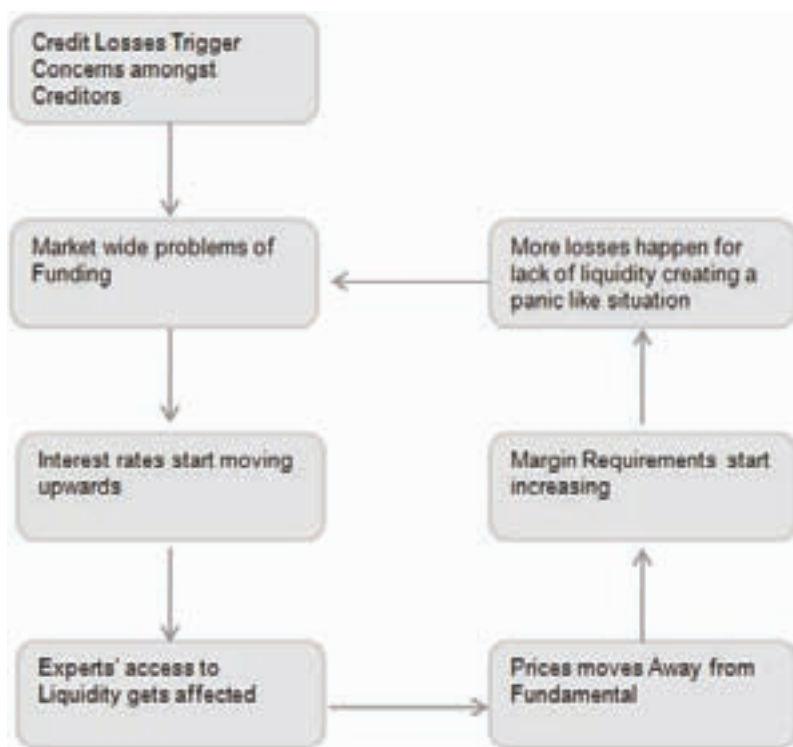 Credit Losses Trigger
Concerns amongst
Creditors
Market wide problems of
Funding
Interest rates start moving
upwards
Experts' access to
Liquidity gets affected
Prices moves Away from
Fundamental
Margin Requirements start
increasing
More losses happen for
lack of liquidity creating a
panic like situation